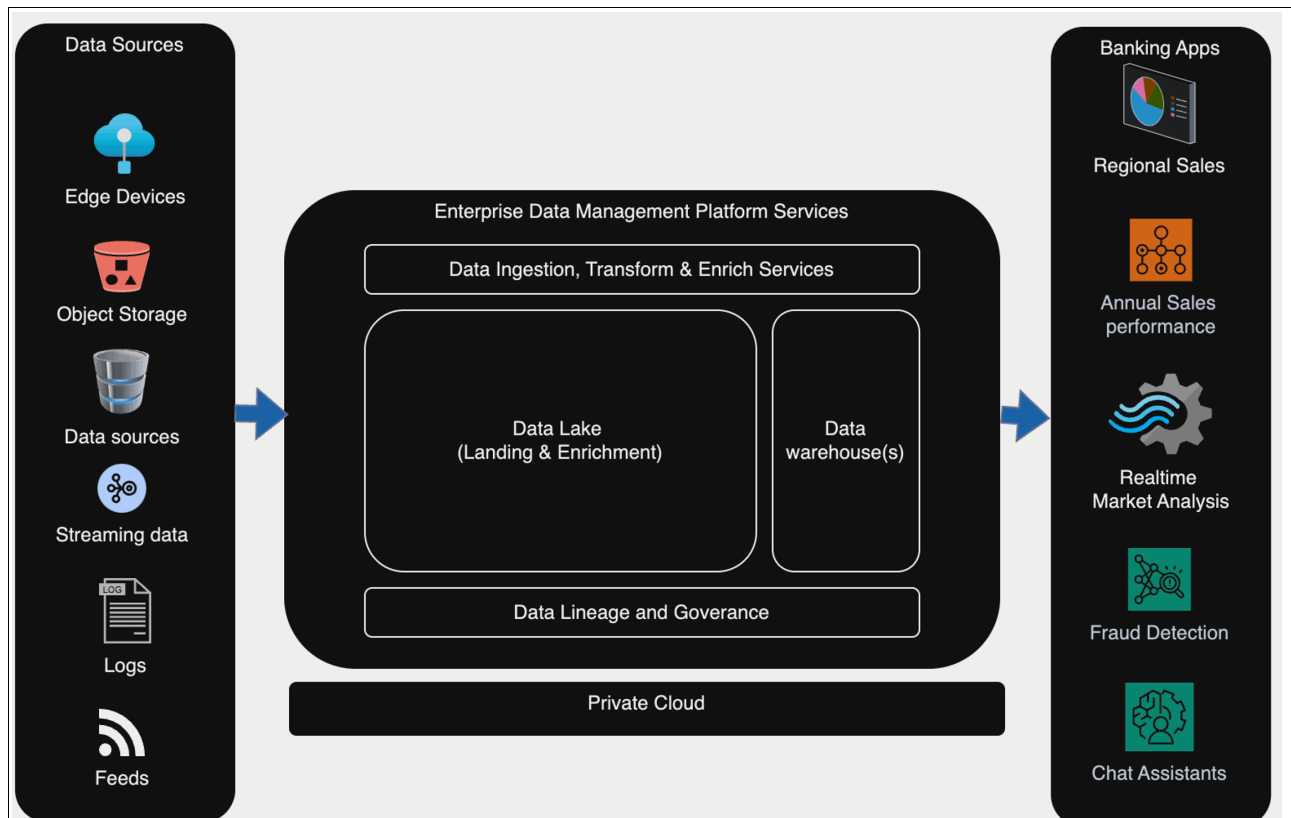 Data Sources
Edge Devices
Object Storage
Data sources
Streaming data
LOG
Logs
Feeds
Enterprise Data Management Platform Services
Data Ingestion, Transform & Enrich Services
Data Lake
(Landing & Enrichment)
Data
warehouse(s)
Data Lineage and Goverance
Private Cloud
Banking Apps
Regional Sales
Annual Sales
performance
Realtime
Market Analysis
Fraud Detection
Chat Assistants